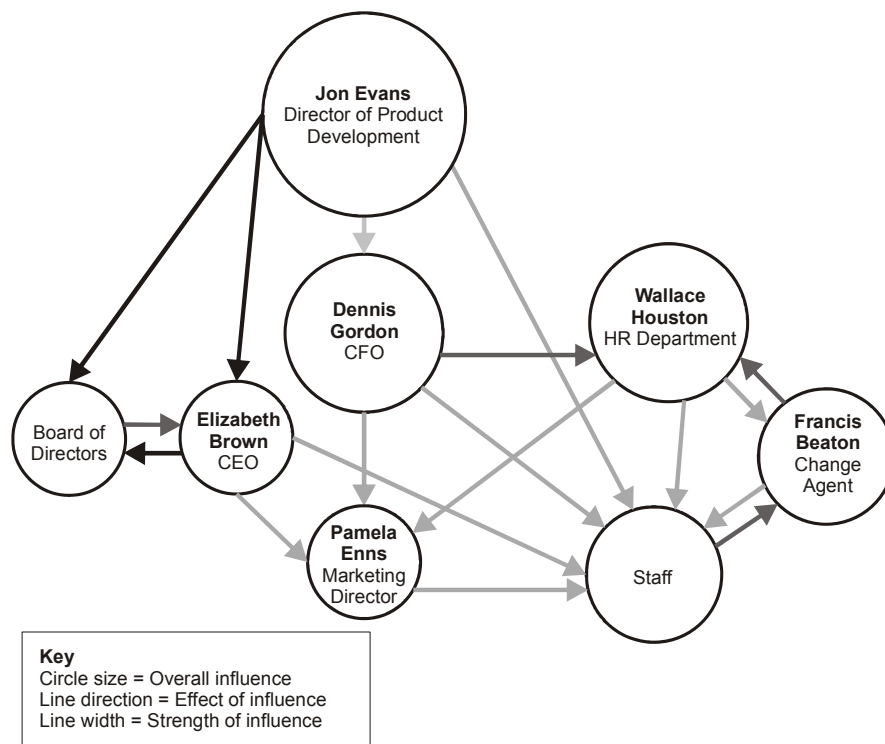 Jon Evans
Director of Product
Development
Dennis
Gordon
CFO
Wallace
Houston
HR Department
Board of
Directors
Elizabeth
Brown
CEO
Francis
Beaton
Change
Agent
Pamela
Enns
Marketing
Director
Staff
Key
Circle size = Overall influence
Line direction = Effect of influence
Line width = Strength of influence